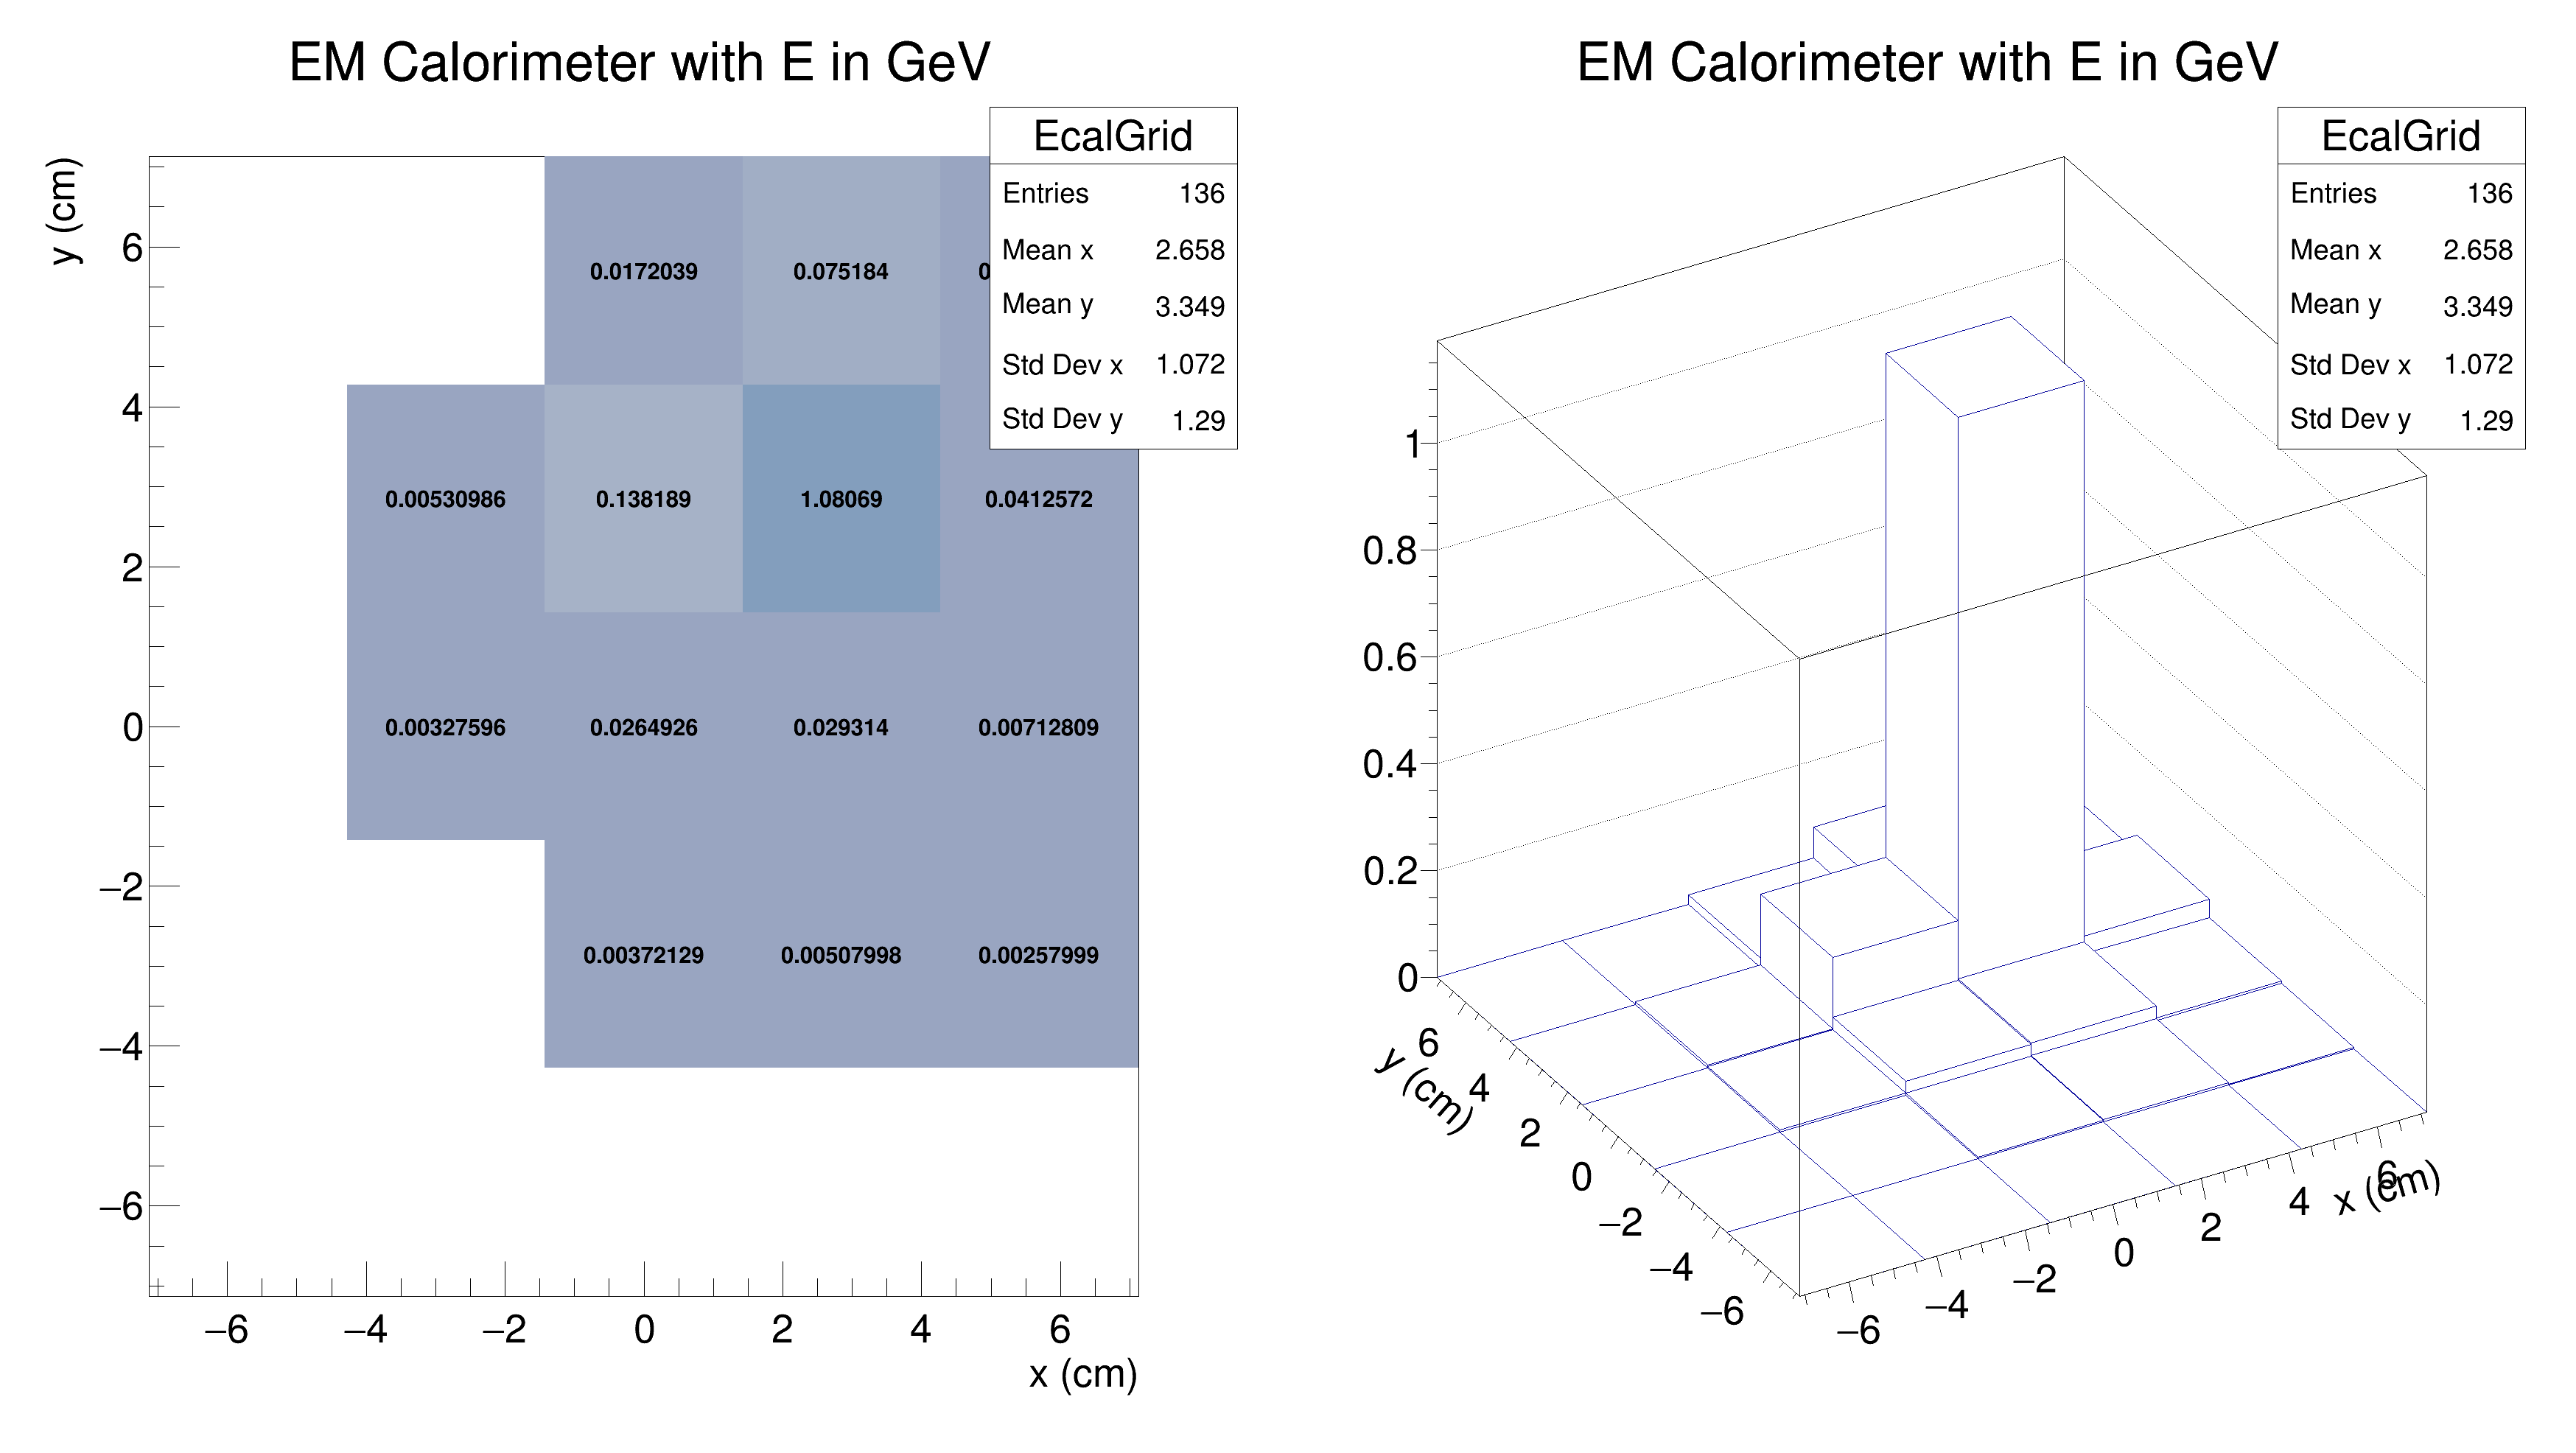 EM Calorimeter with E in GeV
EcalGrid
Entries 136
Mean x 2.658
Mean y 3.349
Std Dev x 1.072
Std Dev y 1.29
y (cm)
6
4
2
0
−2
−4
−6
0.0172039 0.075184
0.00530986 0.138189 1.08069 0.0412572
0.00327596 0.0264926 0.029314 0.00712809
0.00372129 0.00507998 0.00257999
−6 −4 −2 0 2 4 6
x (cm)
EM Calorimeter with E in GeV
EcalGrid
Entries 136
Mean x 2.658
Mean y 3.349
Std Dev x 1.072
Std Dev y 1.29
1
0.8
0.6
0.4
0.2
0
6
4
2
0
−2
−4
−6
y (cm)
−6
−4
−2
0
2
4
6
x (cm)